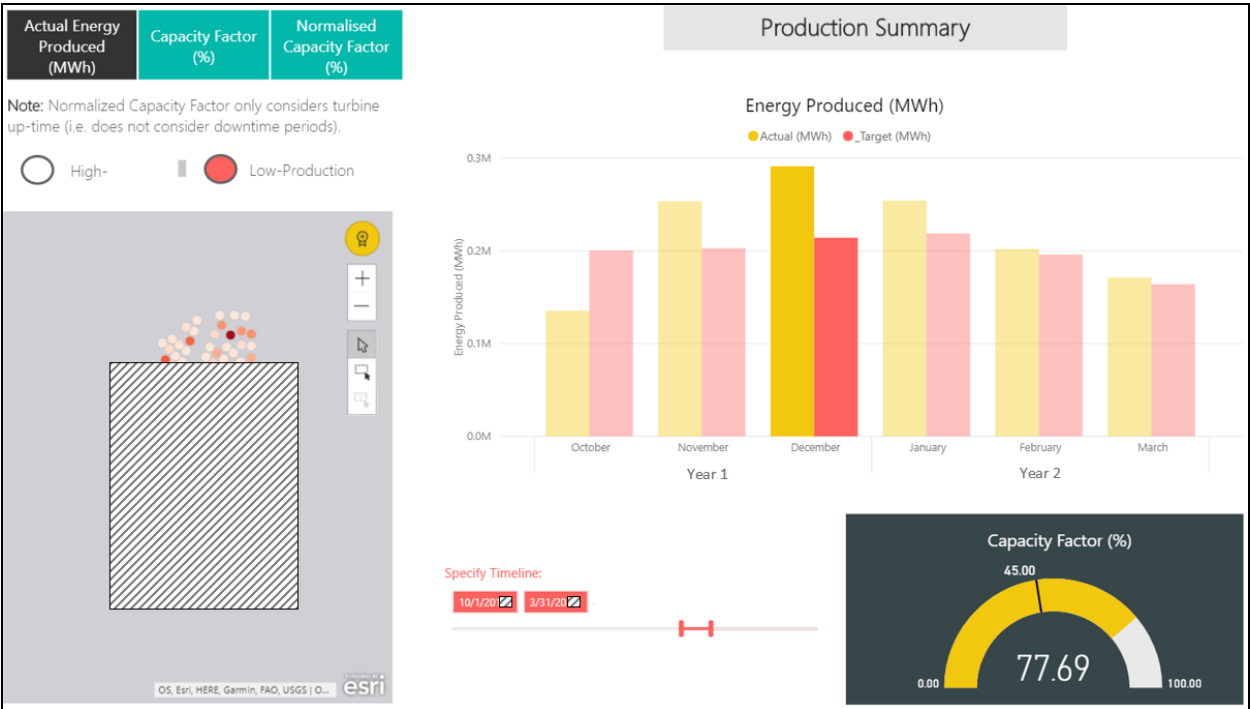 Actual Energy
Produced
(MWh)
Capacity Factor
(%)
Normalised
Capacity Factor
(%)
Production Summary
Note: Normalized Capacity Factor only considers turbine
up-time (i.e. does not consider downtime periods).
High-
Low-Production
Energy Produced (MWh)
Actual (MWh)
_Target (MWh)
Energy Produced (MWh)
0.3M
0.2M
0.1M
0.0M
October
November
December
January
February
March
Year 1
Year 2
OS, Esri, HERE, Garmin, FAO, USGS | O...
POWERED BY
esri
Specify Timeline:
10/1/20
3/31/20
Capacity Factor (%)
45.00
77.69
0.00
100.00